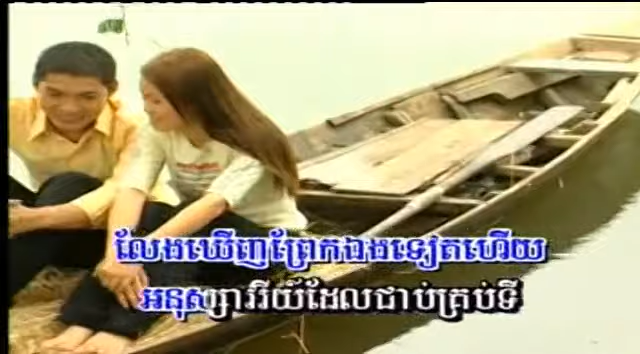 លែងឃើញព្រែកឯងទៀតហើយ
អនុស្សាវរីយ៍ដែលជាប់គ្រប់ទី